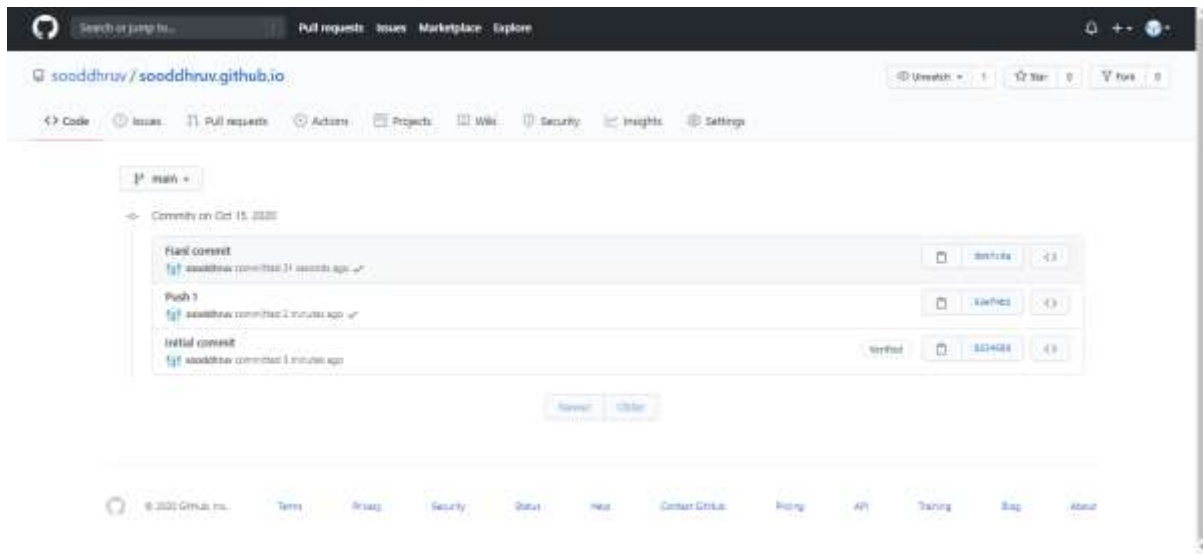 Search or jump to...
Pull requests Issues Marketplace Explore
sooddhruv / sooddhruv.github.io
Unwatch 1 Star 0 Fork 0
Code Issues Pull requests Actions Projects Wiki Security Insights Settings
main
Commits on Oct 15, 2020
Fianl commit
sooddhruv committed 31 seconds ago
Push 1
sooddhruv committed 2 minutes ago
Initial commit
sooddhruv committed 3 minutes ago
Verified
Newer Older
© 2020 GitHub, Inc. Terms Privacy Security Status Help Contact GitHub Pricing API Training Blog About